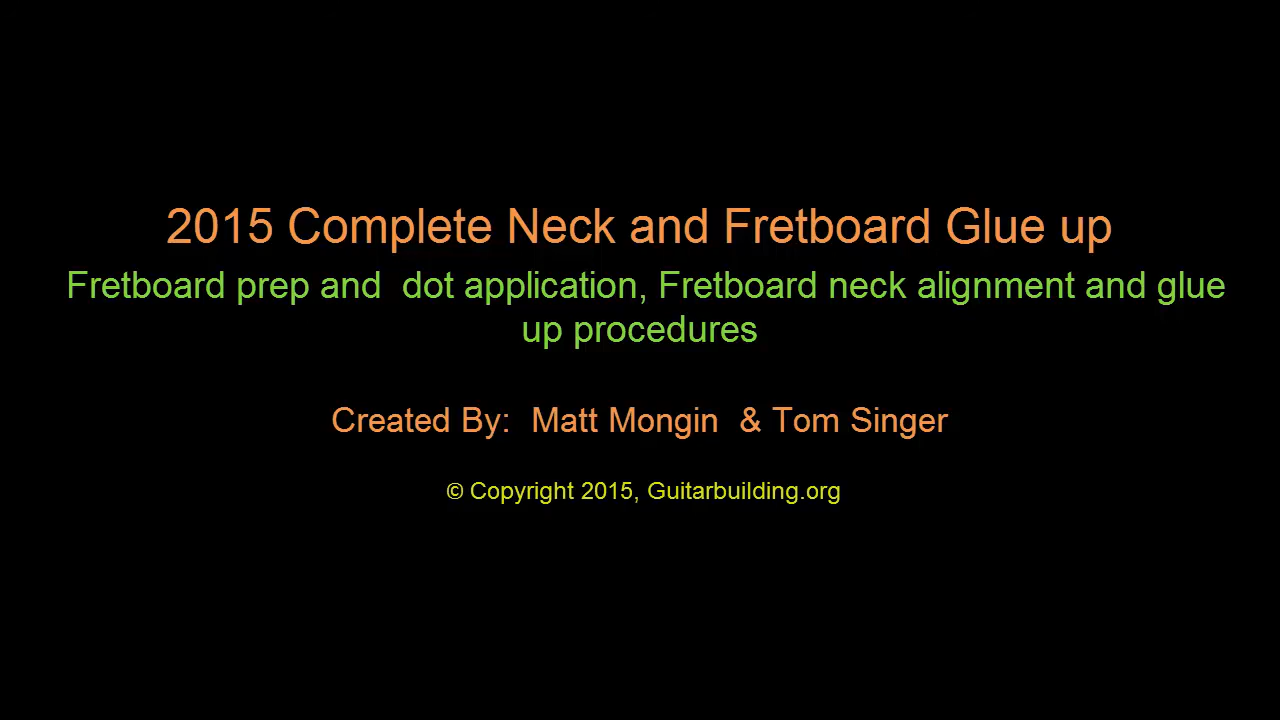 2015 Complete Neck and Fretboard Glue up
Fretboard prep and  dot application, Fretboard neck alignment and glue
up procedures
Created By:  Matt Mongin  & Tom Singer
© Copyright 2015, Guitarbuilding.org